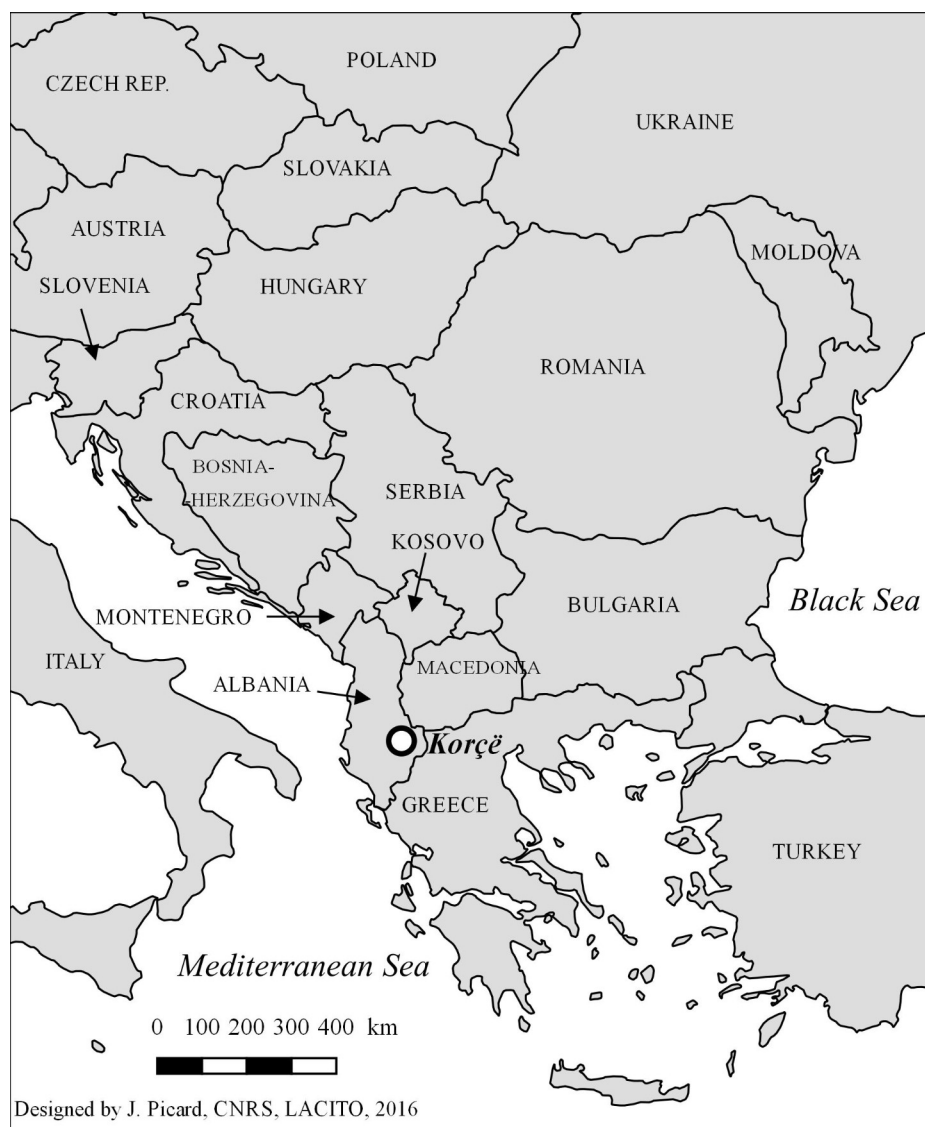 POLAND
CZECH REP.
UKRAINE
SLOVAKIA
AUSTRIA
MOLDOVA
SLOVENIA
HUNGARY
ROMANIA
CROATIA
BOSNIA-
-HERZEGOVINA
SERBIA
KOSOVO
BULGARIA
Black Sea
MONTENEGRO
ITALY
MACEDONIA
ALBANIA
Korçë
GREECE
TURKEY
Mediterranean Sea
0 100 200 300 400 km
Designed by J. Picard, CNRS, LACITO, 2016